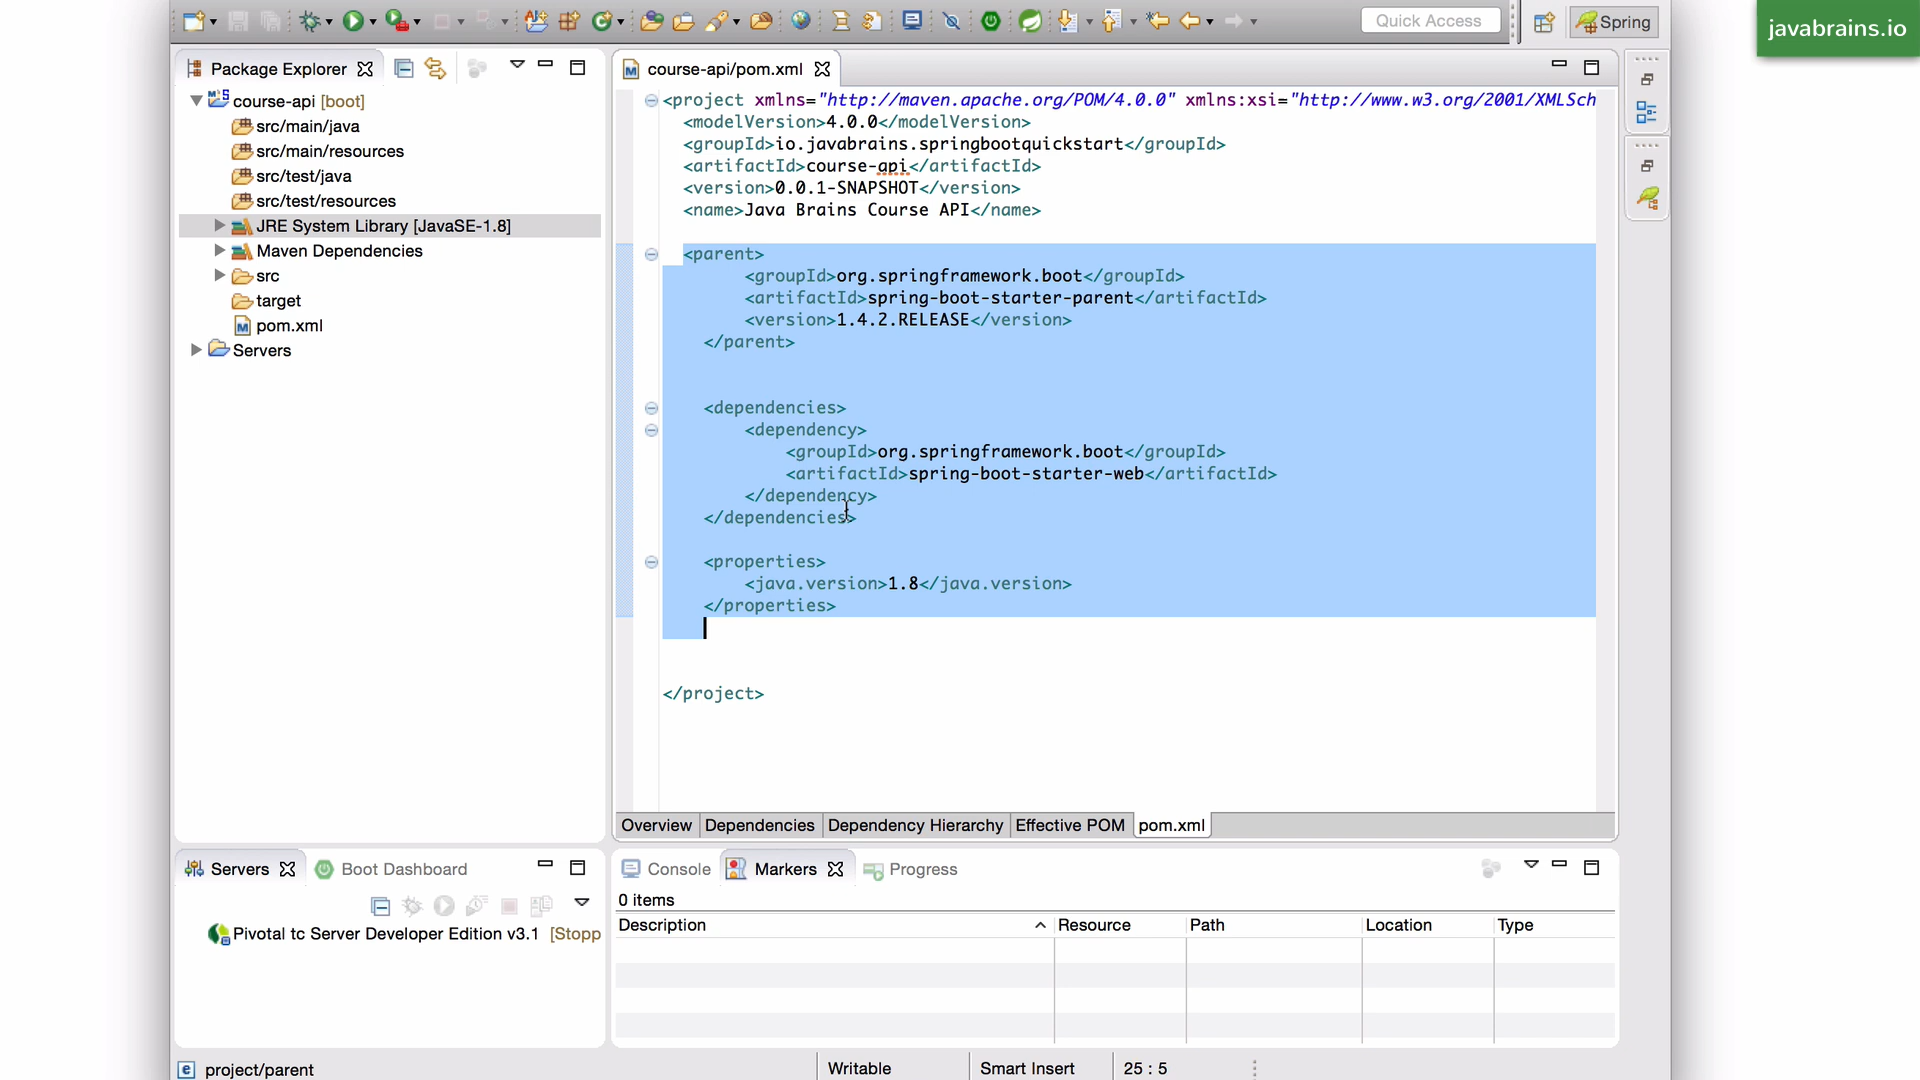 Quick Access
Spring
javabrains.io
Package Explorer
course-api [boot]
src/main/java
src/main/resources
src/test/java
src/test/resources
JRE System Library [JavaSE-1.8]
Maven Dependencies
src
target
pom.xml
Servers
course-api/pom.xml
<project xmlns="http://maven.apache.org/POM/4.0.0" xmlns:xsi="http://www.w3.org/2001/XMLSch
<modelVersion>4.0.0</modelVersion>
<groupId>io.javabrains.springbootquickstart</groupId>
<artifactId>course-api</artifactId>
<version>0.0.1-SNAPSHOT</version>
<name>Java Brains Course API</name>
<parent>
<groupId>org.springframework.boot</groupId>
<artifactId>spring-boot-starter-parent</artifactId>
<version>1.4.2.RELEASE</version>
</parent>
<dependencies>
<dependency>
<groupId>org.springframework.boot</groupId>
<artifactId>spring-boot-starter-web</artifactId>
</dependency>
</dependencies>
<properties>
<java.version>1.8</java.version>
</properties>
</project>
Overview Dependencies Dependency Hierarchy Effective POM pom.xml
Servers Boot Dashboard
Pivotal tc Server Developer Edition v3.1 [Stopp
Console Markers Progress
0 items
Description Resource Path Location Type
project/parent Writable Smart Insert 25 : 5